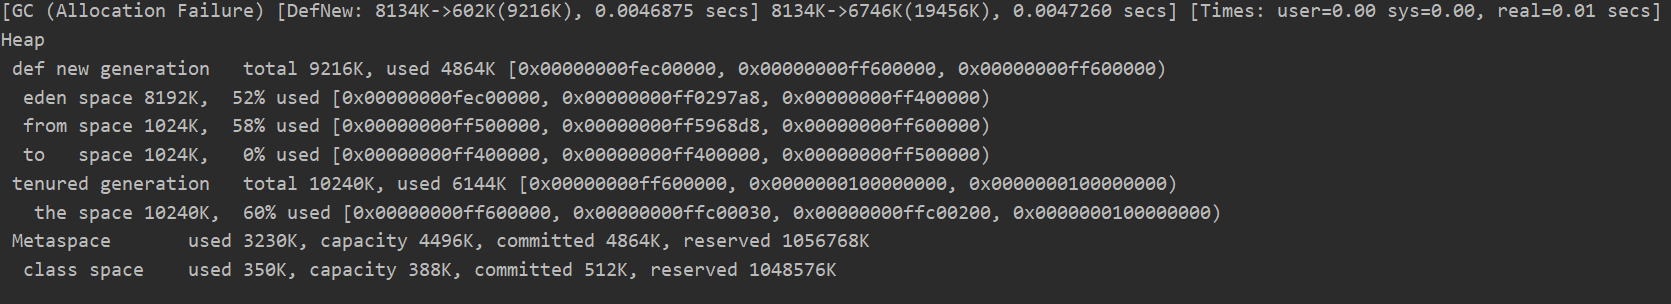 [GC (Allocation Failure) [DefNew: 8134K->602K(9216K), 0.0046875 secs] 8134K->6746K(19456K), 0.0047260 secs] [Times: user=0.00 sys=0.00, real=0.01 secs]
Heap
 def new generation   total 9216K, used 4864K [0x00000000fec00000, 0x00000000ff600000, 0x00000000ff600000)
  eden space 8192K,  52% used [0x00000000fec00000, 0x00000000ff0297a8, 0x00000000ff400000)
  from space 1024K,  58% used [0x00000000ff500000, 0x00000000ff5968d8, 0x00000000ff600000)
  to   space 1024K,   0% used [0x00000000ff400000, 0x00000000ff400000, 0x00000000ff500000)
 tenured generation   total 10240K, used 6144K [0x00000000ff600000, 0x0000000100000000, 0x0000000100000000)
   the space 10240K,  60% used [0x00000000ff600000, 0x00000000ffc00030, 0x00000000ffc00200, 0x0000000100000000)
 Metaspace       used 3230K, capacity 4496K, committed 4864K, reserved 1056768K
  class space    used 350K, capacity 388K, committed 512K, reserved 1048576K